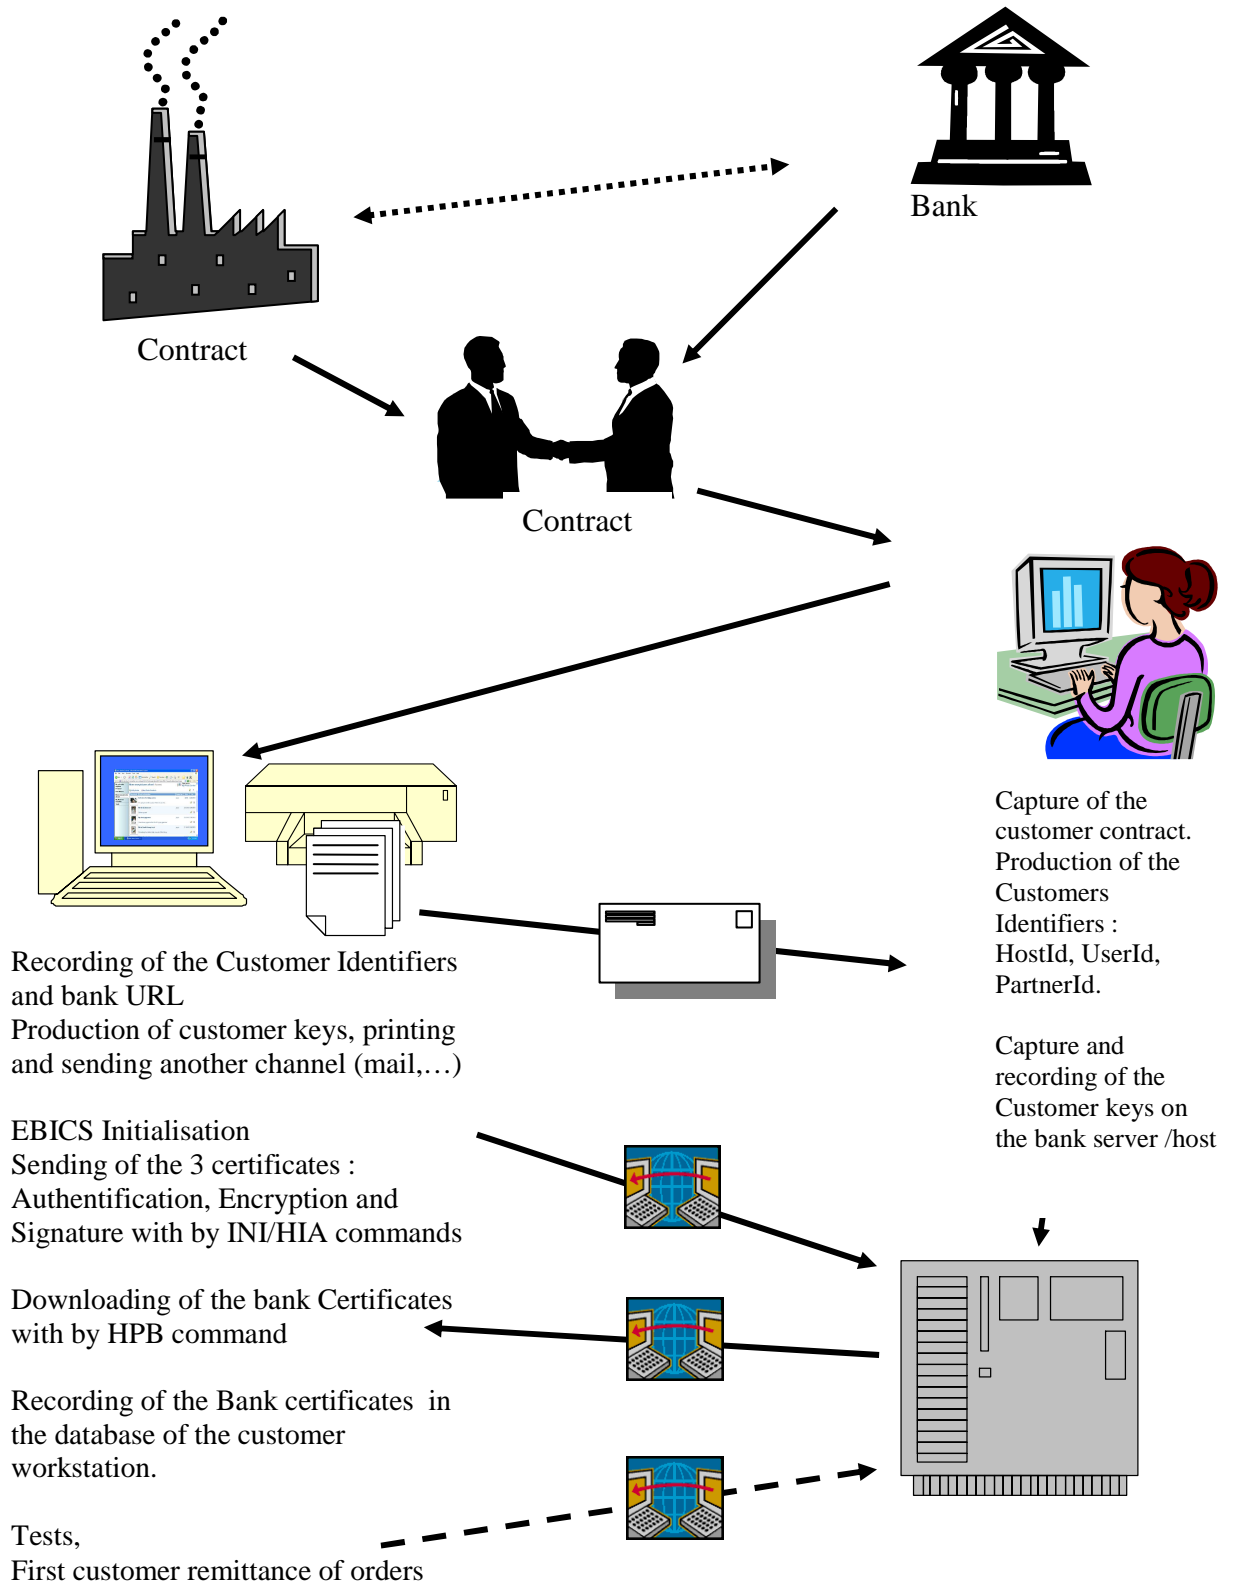 Bank
Contract
Contract
Capture of the
customer contract.
Production of the
Customers
Identifiers :
HostId, UserId,
PartnerId.
Capture and
recording of the
Customer keys on
the bank server /host
Recording of the Customer Identifiers
and bank URL
Production of customer keys, printing
and sending another channel (mail,…)
EBICS Initialisation
Sending of the 3 certificates :
Authentification, Encryption and
Signature with by INI/HIA commands
Downloading of the bank Certificates
with by HPB command
Recording of the Bank certificates in
the database of the customer
workstation.
Tests,
First customer remittance of orders